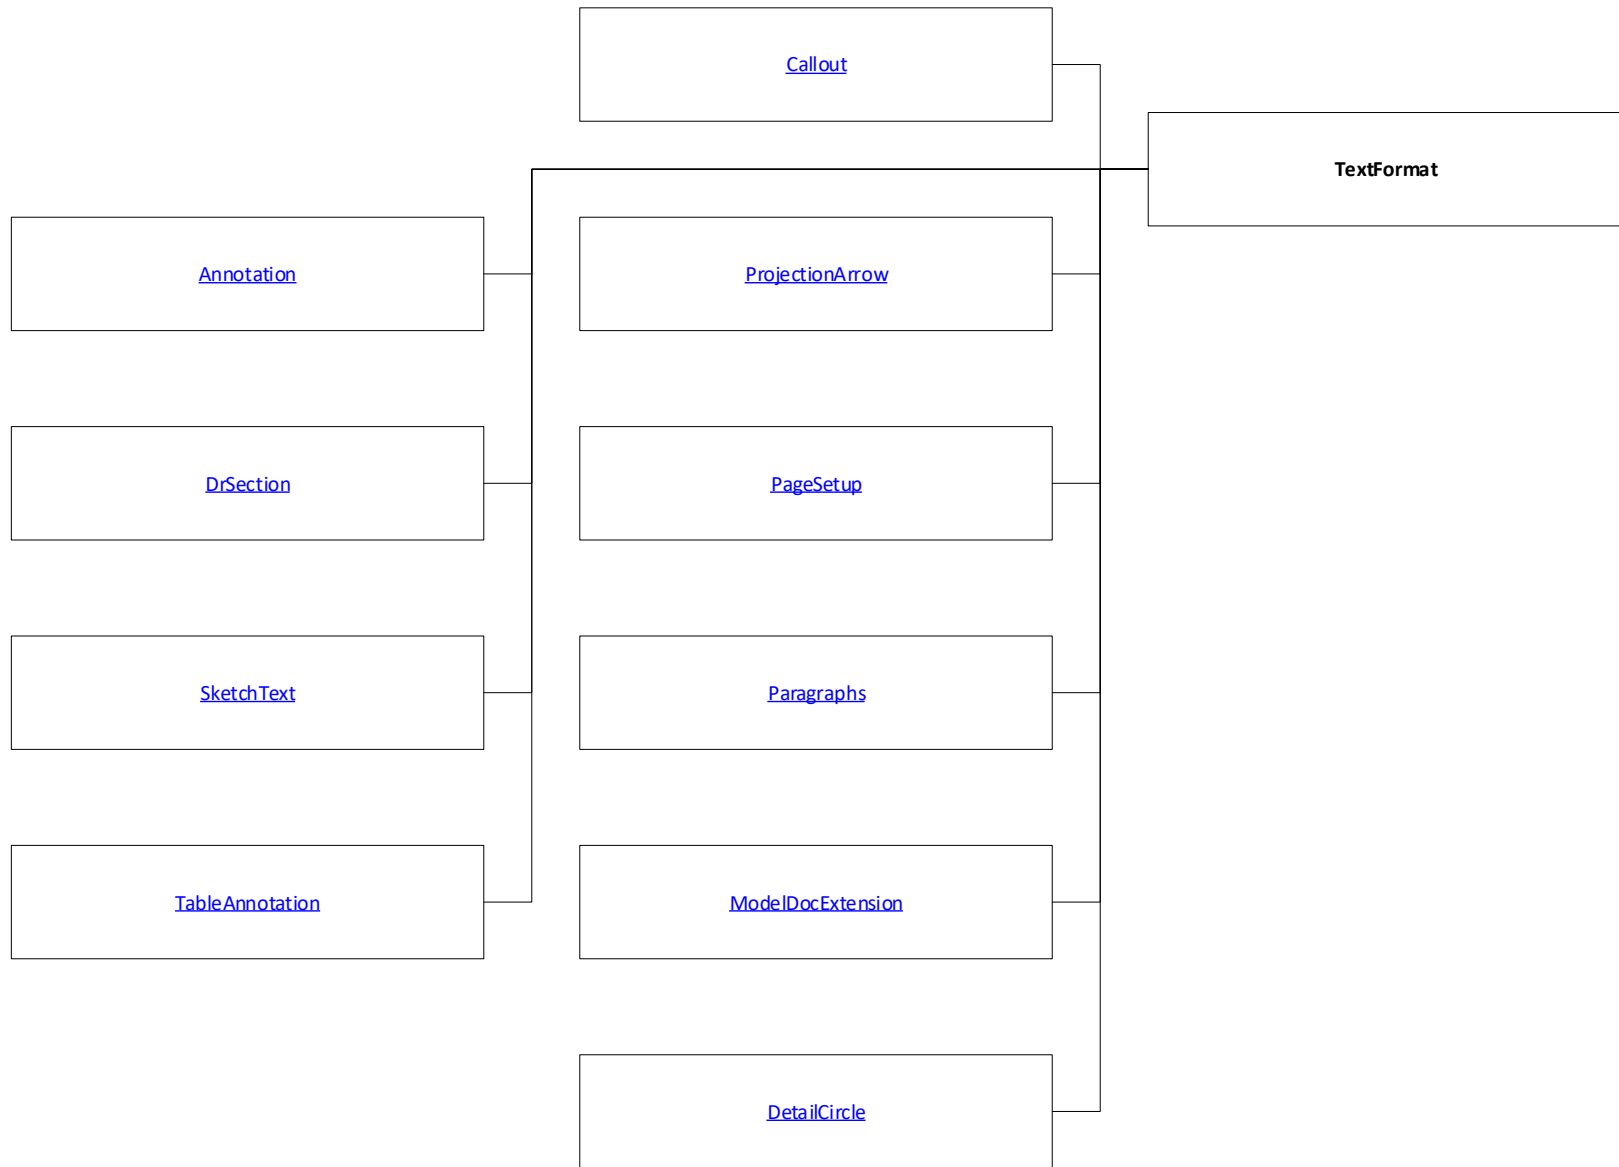 Callout
TextFormat
Annotation
ProjectionArrow
DrSection
PageSetup
SketchText
Paragraphs
TableAnnotation
ModelDocExtension
DetailCircle